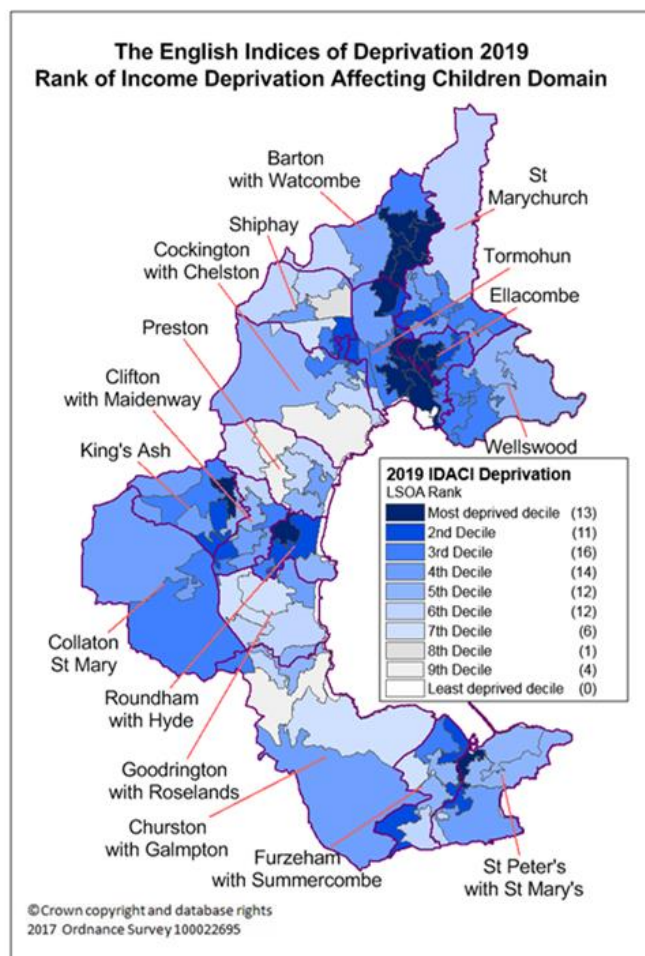 The English Indices of Deprivation 2019
Rank of Income Deprivation Affecting Children Domain
Barton
with Watcombe
St
Marychurch
Shiphay
Cockington
with Chelston
Tormohun
Ellacombe
Preston
Clifton
with Maidenway
King's Ash
Wellswood
2019 IDACI Deprivation
LSOA Rank
Most deprived decile (13)
2nd Decile (11)
3rd Decile (16)
4th Decile (14)
5th Decile (12)
6th Decile (12)
7th Decile (6)
8th Decile (1)
9th Decile (4)
Least deprived decile (0)
Collaton
St Mary
Roundham
with Hyde
Goodrington
with Roselands
Churston
with Galmpton
Furzeham
with Summercombe
St Peter's
with St Mary's
©Crown copyright and database rights
2017 Ordnance Survey 100022695